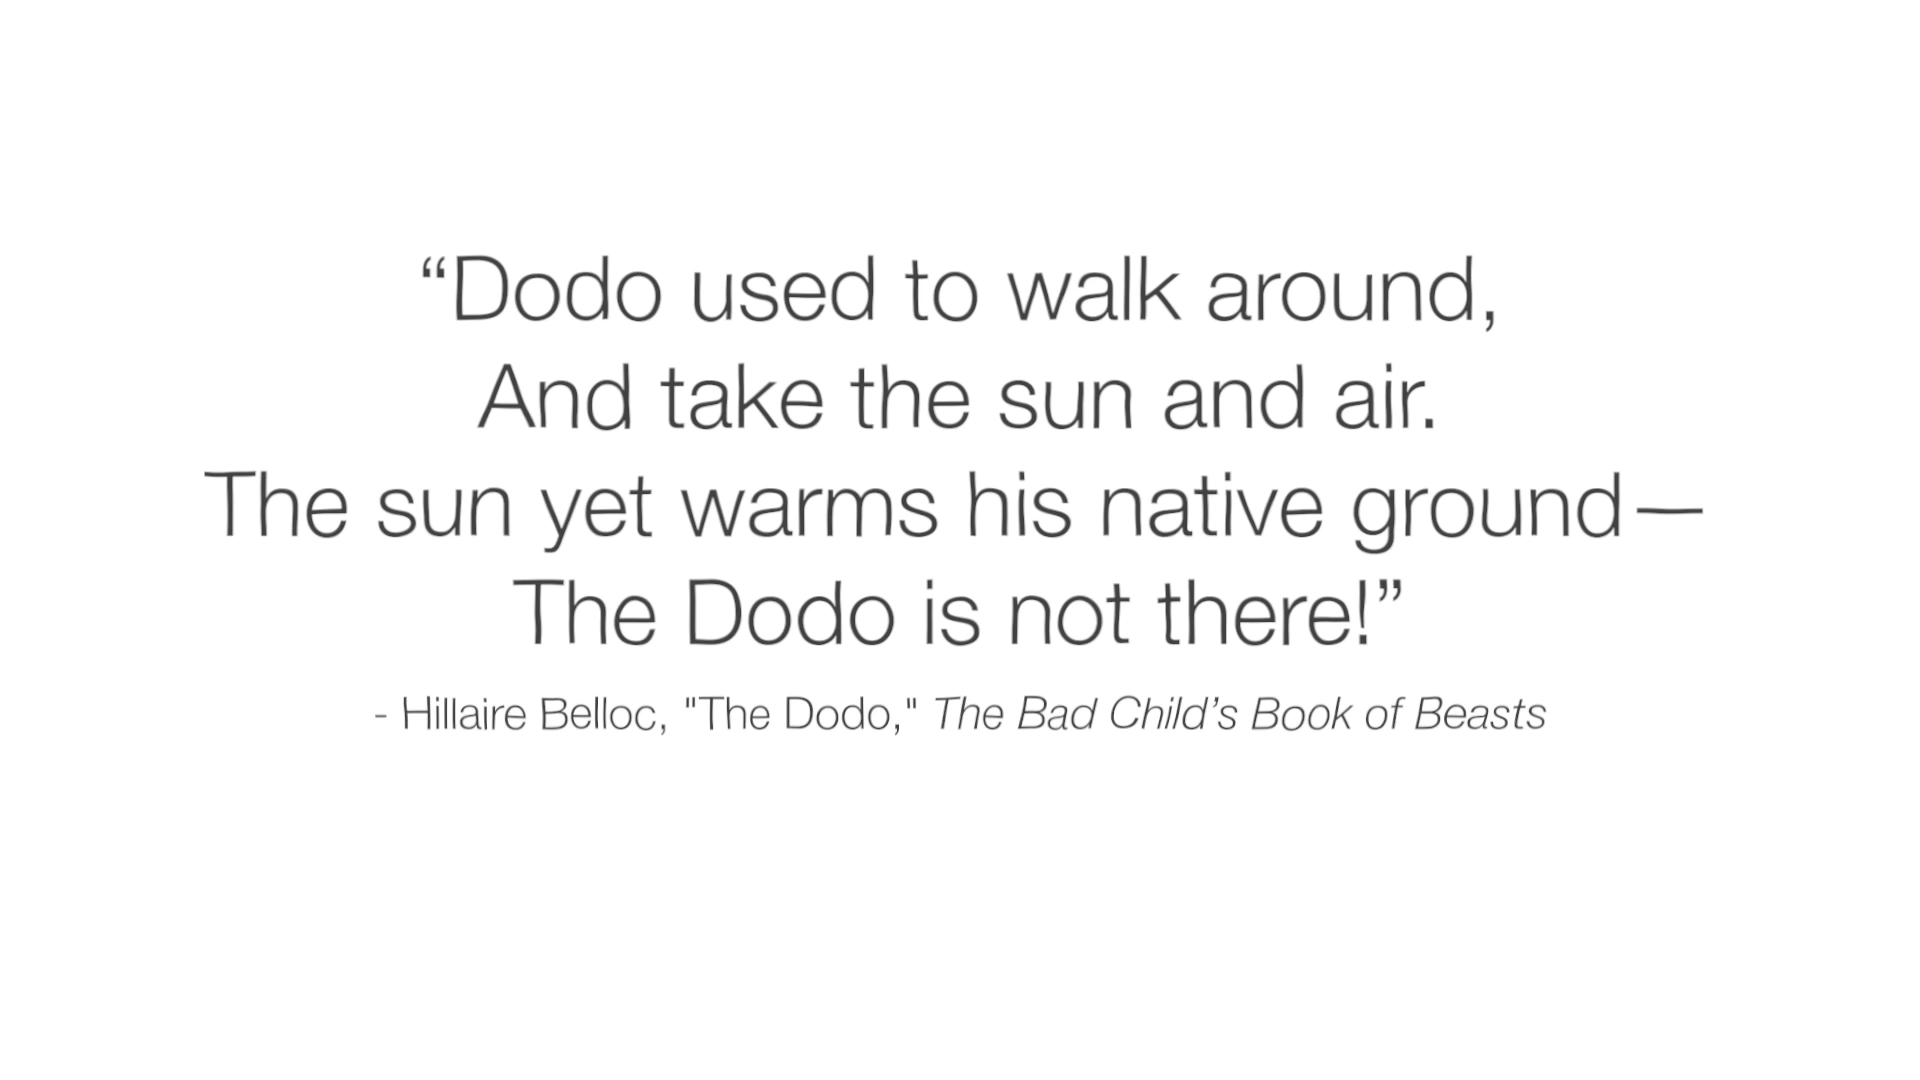 “Dodo used to walk around,
And take the sun and air.
The sun yet warms his native ground—
The Dodo is not there!”
- Hillaire Belloc, "The Dodo," The Bad Child’s Book of Beasts